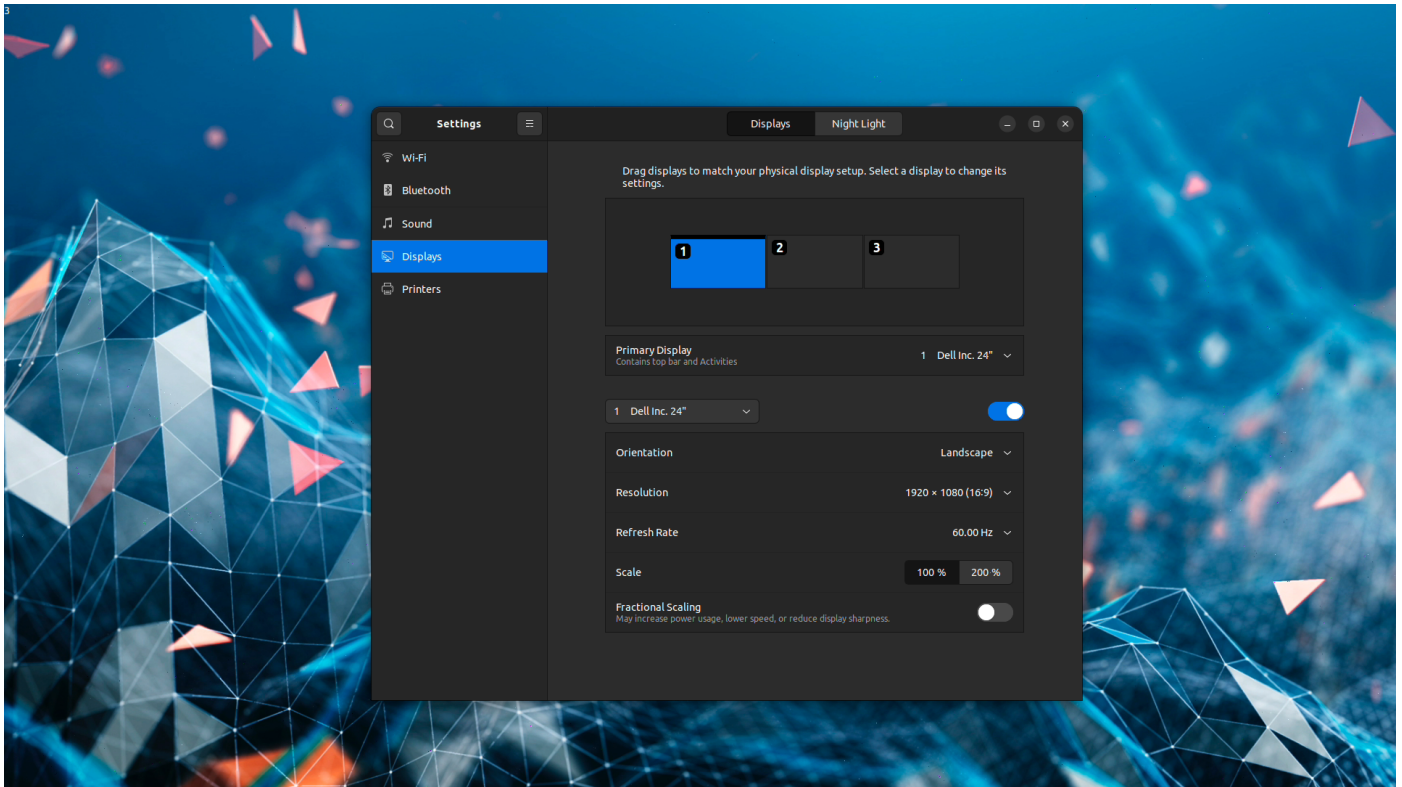 3
Settings
Displays
Night Light
Wi-Fi
Bluetooth
Sound
Displays
Printers
Drag displays to match your physical display setup. Select a display to change its
settings.
1
2
3
Primary Display
Contains top bar and Activities
1 Dell Inc. 24"
1 Dell Inc. 24"
Orientation
Landscape
Resolution
1920 × 1080 (16:9)
Refresh Rate
60.00 Hz
Scale
100 %
200 %
Fractional Scaling
May increase power usage, lower speed, or reduce display sharpness.